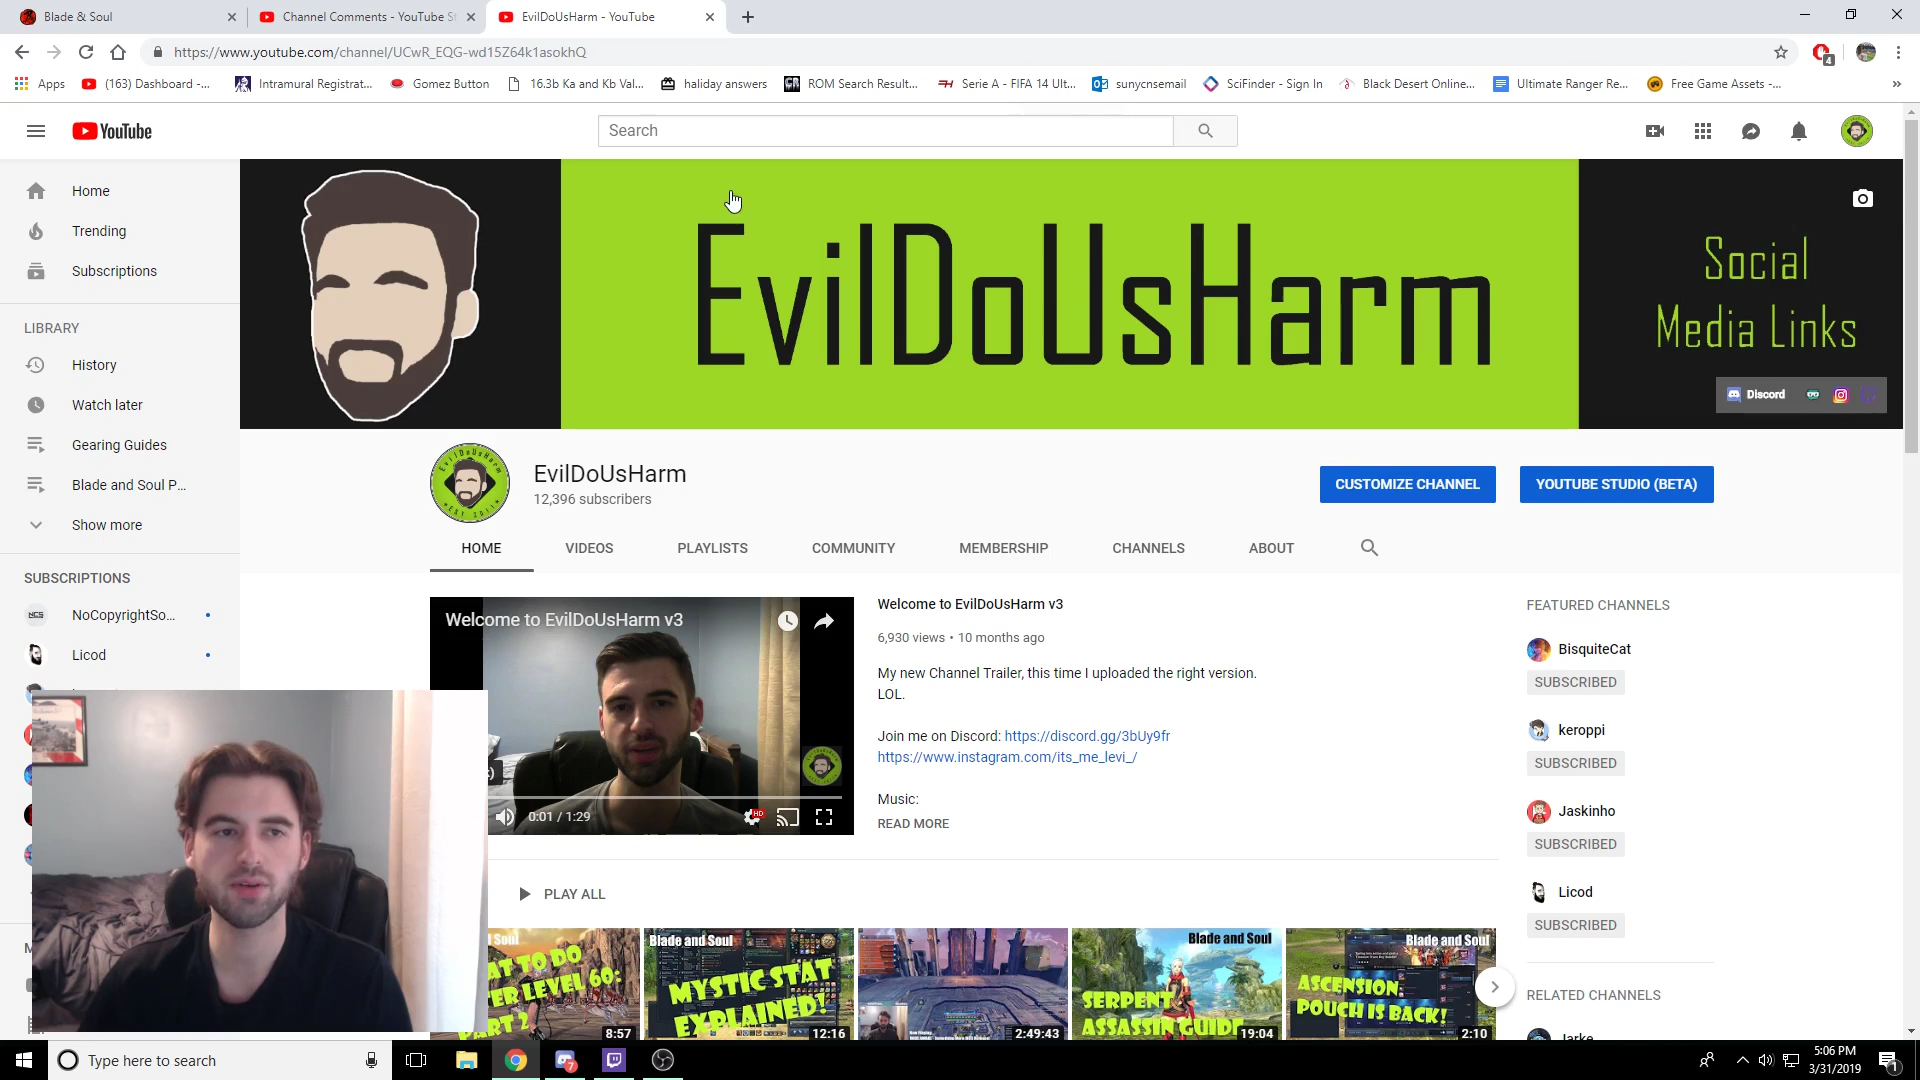 Blade & Soul
Channel Comments - YouTube St
EvilDoUsHarm - YouTube
https://www.youtube.com/channel/UCwR_EQG-wd15Z64k1asokhQ
4
Apps
(163) Dashboard -...
Intramural Registrat...
Gomez Button
16.3b Ka and Kb Val...
haliday answers
ROM Search Result...
Serie A - FIFA 14 Ult...
sunycnsemail
SciFinder - Sign In
Black Desert Online...
Ultimate Ranger Re...
Free Game Assets -...
»
YouTube
Search
Home
Trending
Subscriptions
LIBRARY
History
Watch later
Gearing Guides
Blade and Soul P...
Show more
SUBSCRIPTIONS
NoCopyrightSo...
Licod
EvilDoUsHarm
Social
Media Links
Discord
EvilDoUsHarm
12,396 subscribers
CUSTOMIZE CHANNEL
YOUTUBE STUDIO (BETA)
HOME
VIDEOS
PLAYLISTS
COMMUNITY
MEMBERSHIP
CHANNELS
ABOUT
Welcome to EvilDoUsHarm v3
0:01 / 1:29
HD
Welcome to EvilDoUsHarm v3
6,930 views • 10 months ago
My new Channel Trailer, this time I uploaded the right version.
LOL.
Join me on Discord: https://discord.gg/3bUy9fr
https://www.instagram.com/its_me_levi_/
Music:
READ MORE
FEATURED CHANNELS
BisquiteCat
SUBSCRIBED
keroppi
SUBSCRIBED
Jaskinho
SUBSCRIBED
Licod
SUBSCRIBED
RELATED CHANNELS
PLAY ALL
LEVEL 60:
PART 2
8:57
Blade and Soul
MYSTIC STAT
EXPLAINED!
12:16
2:49:43
Blade and Soul
SERPENT
ASSASSIN GUIDE
19:04
Blade and Soul
ASCENSION
POUCH IS BACK!
2:10
Type here to search
7
5:06 PM
3/31/2019
1